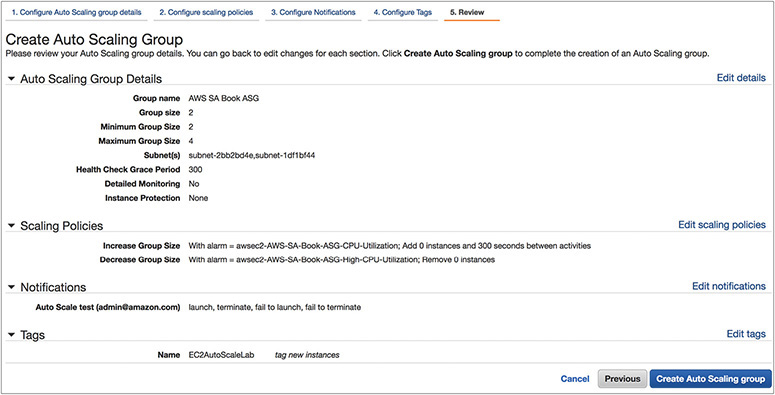 1. Configure Auto Scaling group details 2. Configure scaling policies 3. Configure Notifications 4. Configure Tags 5. Review
Create Auto Scaling Group
Please review your Auto Scaling group details. You can go back to edit changes for each section. Click Create Auto Scaling group to complete the creation of an Auto Scaling group.
Auto Scaling Group Details Edit details
Group name AWS SA Book ASG
Group size 2
Minimum Group Size 2
Maximum Group Size 4
Subnet(s) subnet-2bb2bd4e,subnet-1df1bf44
Health Check Grace Period 300
Detailed Monitoring No
Instance Protection None
Scaling Policies Edit scaling policies
Increase Group Size With alarm = awsec2-AWS-SA-Book-ASG-CPU-Utilization; Add 0 instances and 300 seconds between activities
Decrease Group Size With alarm = awsec2-AWS-SA-Book-ASG-High-CPU-Utilization; Remove 0 instances
Notifications Edit notifications
Auto Scale test (admin@amazon.com) launch, terminate, fail to launch, fail to terminate
Tags Edit tags
Name EC2AutoScaleLab tag new instances
Cancel Previous Create Auto Scaling group